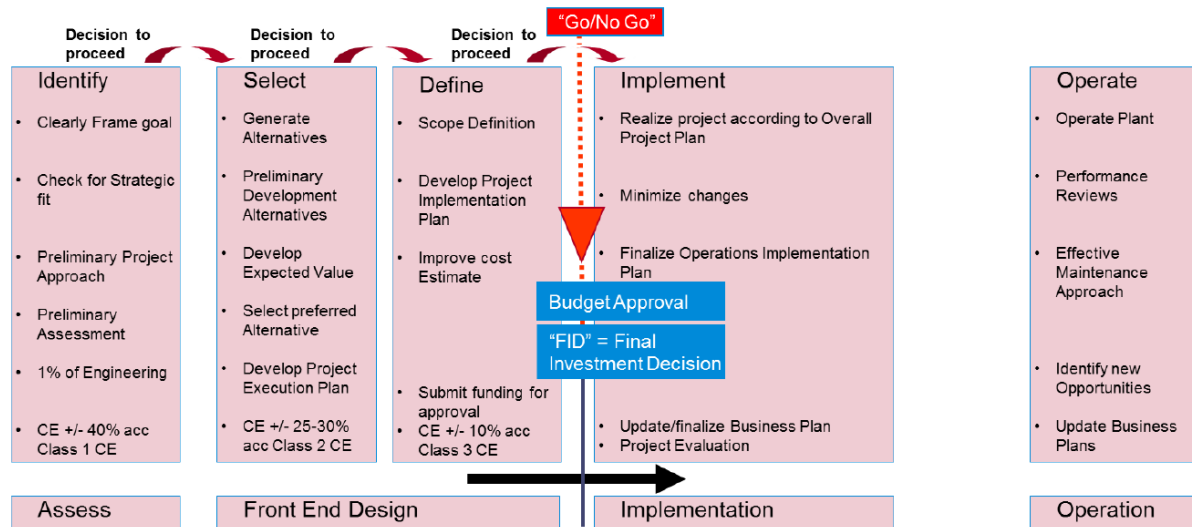 “Go/No Go”
Decision to
proceed
Decision to
proceed
Decision to
proceed
Identify
• Clearly Frame goal
• Check for Strategic
fit
• Preliminary Project
Approach
• Preliminary
Assessment
• 1% of Engineering
• CE +/- 40% acc
Class 1 CE
Select
• Generate
Alternatives
• Preliminary
Development
Alternatives
• Develop
Expected Value
• Select preferred
Alternative
• Develop Project
Execution Plan
• CE +/- 25-30%
acc Class 2 CE
Define
• Scope Definition
• Develop Project
Implementation
Plan
• Improve cost
Estimate
• Submit funding for
approval
• CE +/- 10% acc
Class 3 CE
Budget Approval
“FID” = Final
Investment Decision
Implement
• Realize project according to Overall
Project Plan
• Minimize changes
• Finalize Operations Implementation
Plan
• Update/finalize Business Plan
• Project Evaluation
Operate
• Operate Plant
• Performance
Reviews
• Effective
Maintenance
Approach
• Identify new
Opportunities
• Update Business
Plans
Assess
Front End Design
Implementation
Operation